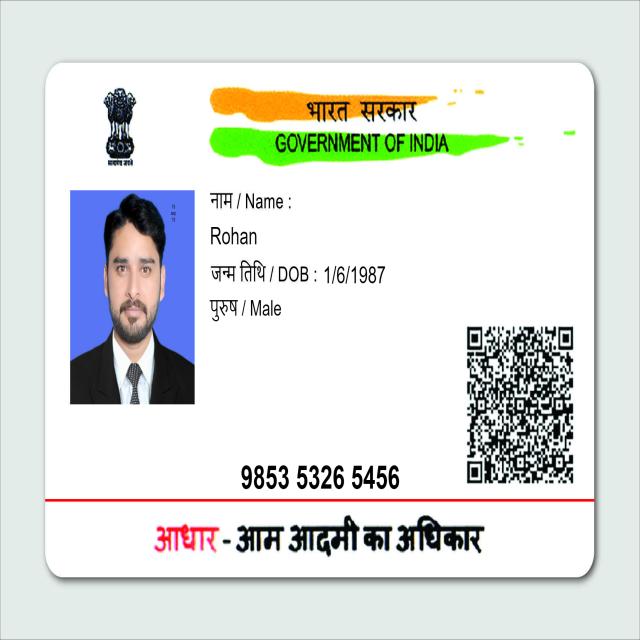 भारत सरकार
GOVERNMENT OF INDIA
नाम / Name :
Rohan
जन्म तिथि / DOB : 1/6/1987
पुरुष / Male
9853 5326 5456
आधार - आम आदमी का अधिकार